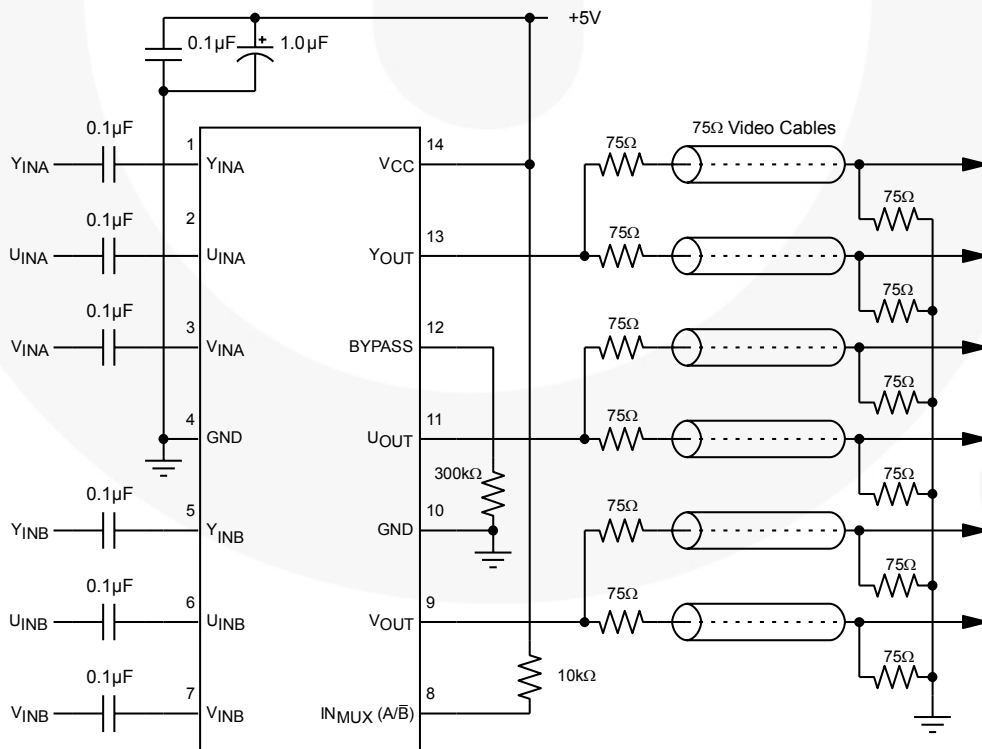 +5V
0.1µF
+
1.0µF
75Ω Video Cables
0.1µF
YINA
1
YINA
14
VCC
75Ω
75Ω
0.1µF
UINA
2
UINA
13
YOUT
75Ω
75Ω
0.1µF
VINA
3
VINA
12
BYPASS
75Ω
75Ω
4
GND
11
UOUT
75Ω
300kΩ
75Ω
0.1µF
YINB
5
YINB
10
GND
75Ω
75Ω
0.1µF
UINB
6
UINB
9
VOUT
75Ω
75Ω
0.1µF
VINB
7
VINB
8
INMUX (A/B̅)
10kΩ